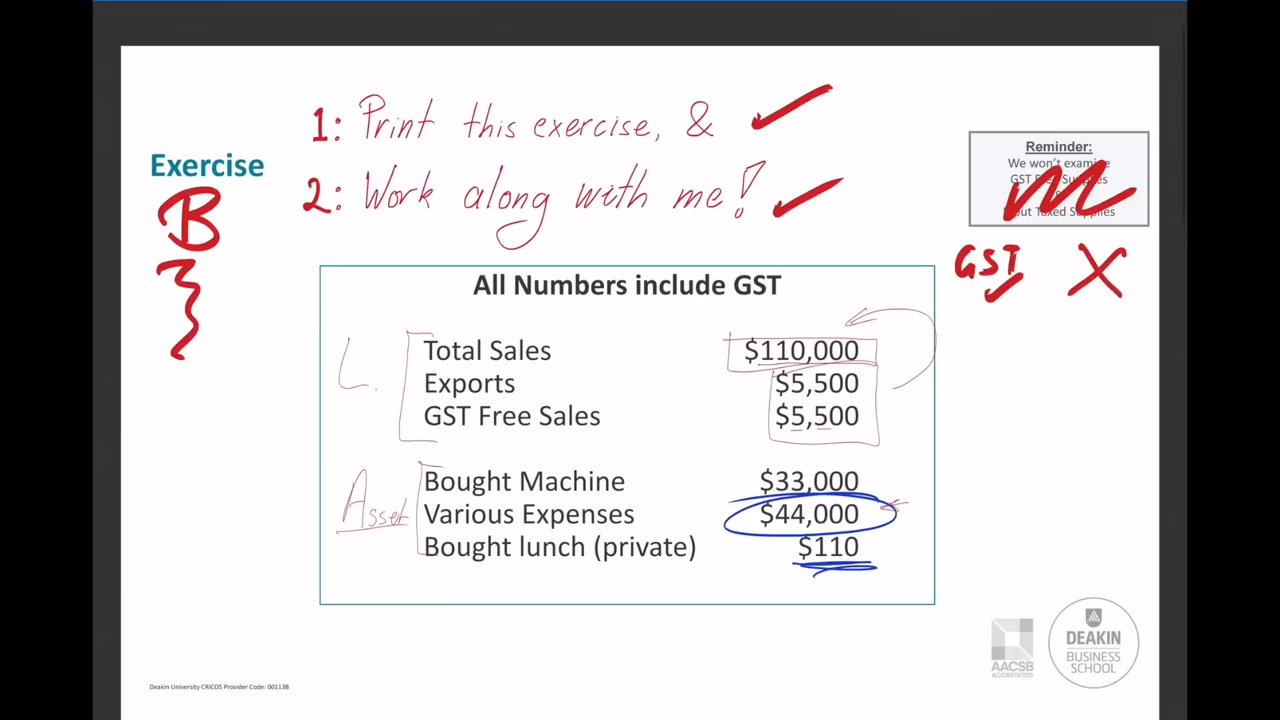 1: Print this exercise, &
Exercise
2: Work along with me!
B
Reminder:
We won't examine
GST Free Supplies
Input Taxed Supplies
GST X
All Numbers include GST
L.
Total Sales $110,000
Exports $5,500
GST Free Sales $5,500
Asset
Bought Machine $33,000
Various Expenses $44,000
Bought lunch (private) $110
AACSB
ACCREDITED
DEAKIN
BUSINESS
SCHOOL
Deakin University CRICOS Provider Code: 00113B